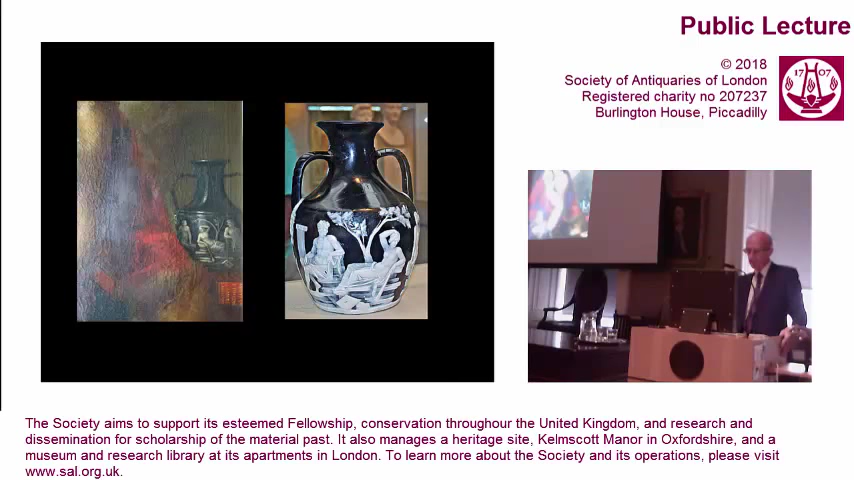 Public Lecture
© 2018
Society of Antiquaries of London
Registered charity no 207237
Burlington House, Piccadilly
1707
The Society aims to support its esteemed Fellowship, conservation throughour the United Kingdom, and research and
dissemination for scholarship of the material past. It also manages a heritage site, Kelmscott Manor in Oxfordshire, and a
museum and research library at its apartments in London. To learn more about the Society and its operations, please visit
www.sal.org.uk.